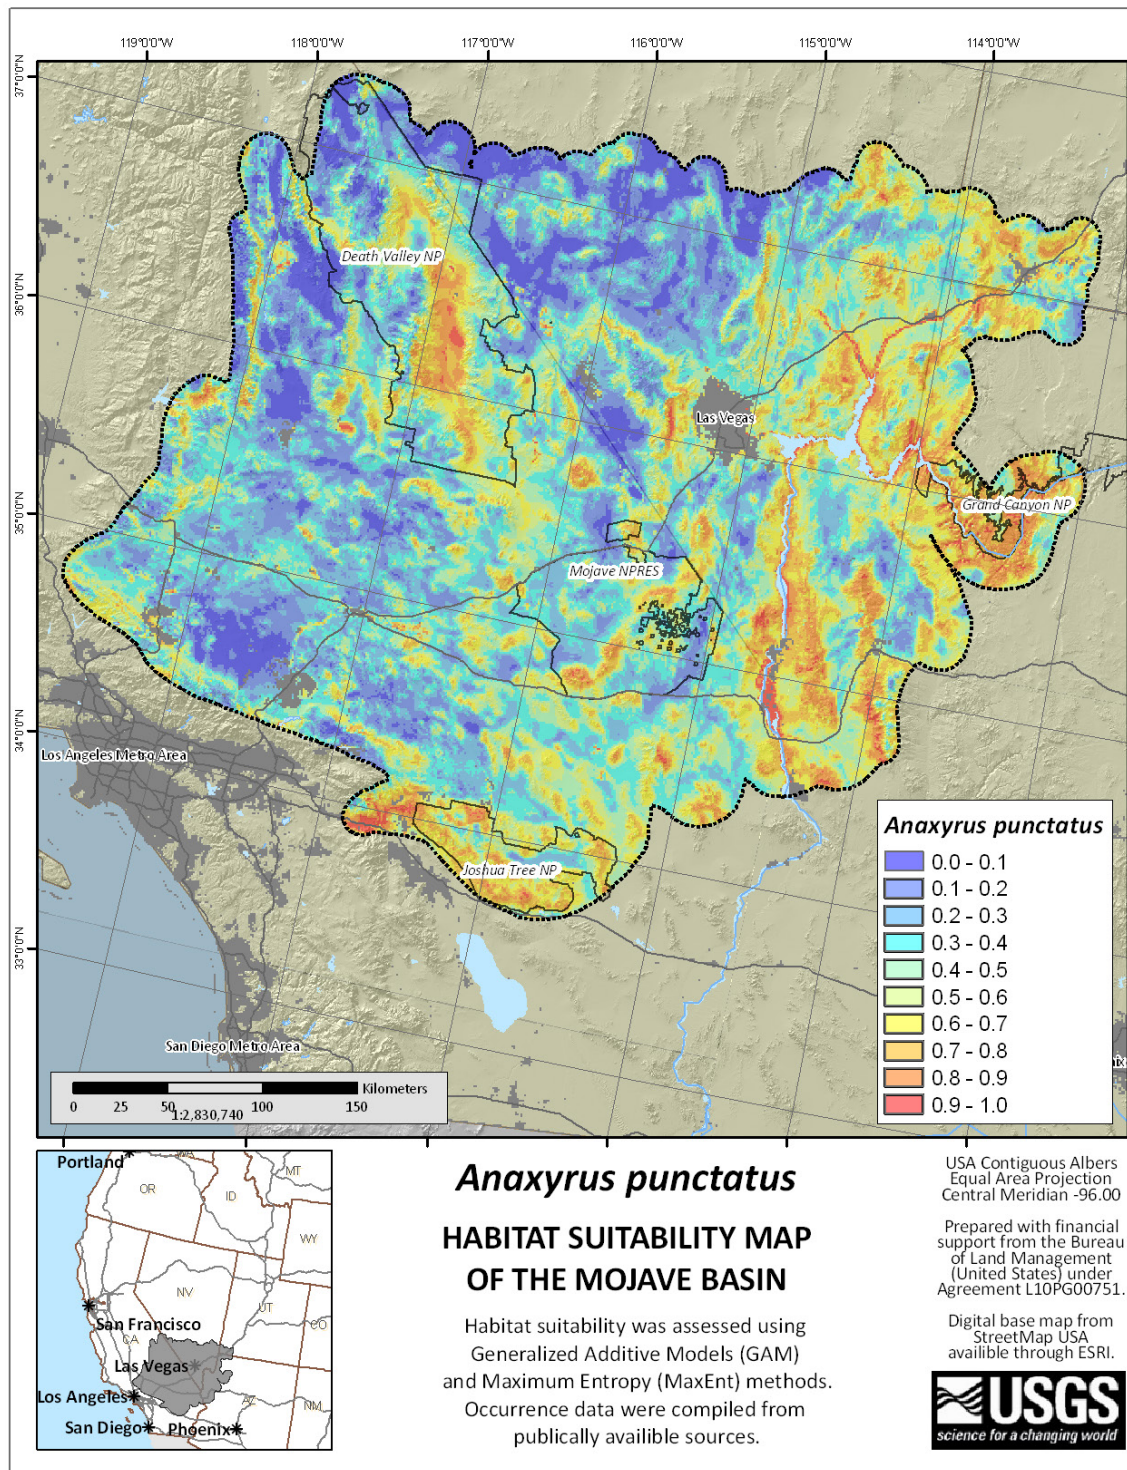 119°0'0"W
118°0'0"W
117°0'0"W
116°0'0"W
115°0'0"W
114°0'0"W
37°0'0"N
36°0'0"N
35°0'0"N
34°0'0"N
33°0'0"N
Death Valley NP
Las Vegas
Grand Canyon NP
Mojave NPRES
Los Angeles Metro Area
Joshua Tree NP
San Diego Metro Area
Anaxyrus punctatus
0.0 - 0.1
0.1 - 0.2
0.2 - 0.3
0.3 - 0.4
0.4 - 0.5
0.5 - 0.6
0.6 - 0.7
0.7 - 0.8
0.8 - 0.9
0.9 - 1.0
Kilometers
0 25 50 100 150
1:2,830,740
Portland
WA
MT
OR
ID
WY
NV
UT
CO
San Francisco
CA
Las Vegas
Los Angeles
AZ
NM
San Diego
Phoenix
Anaxyrus punctatus
HABITAT SUITABILITY MAP
OF THE MOJAVE BASIN
Habitat suitability was assessed using
Generalized Additive Models (GAM)
and Maximum Entropy (MaxEnt) methods.
Occurrence data were compiled from
publically availible sources.
USA Contiguous Albers
Equal Area Projection
Central Meridian -96.00
Prepared with financial
support from the Bureau
of Land Management
(United States) under
Agreement L10PG00751.
Digital base map from
StreetMap USA
availible through ESRI.
USGS
science for a changing world